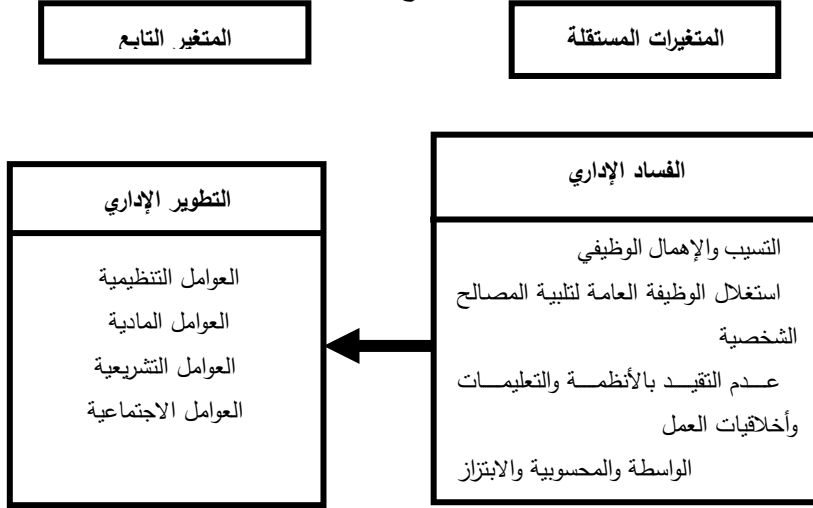 المتغيرات المستقلة
المتغير التابع
الفساد الإداري
التسيب والإهمال الوظيفي
استغلال الوظيفة العامة لتلبية المصالح
الشخصية
عدم التقيد بالأنظمة والتعليمات
وأخلاقيات العمل
الواسطة والمحسوبية والابتزاز
التطوير الإداري
العوامل التنظيمية
العوامل المادية
العوامل التشريعية
العوامل الاجتماعية